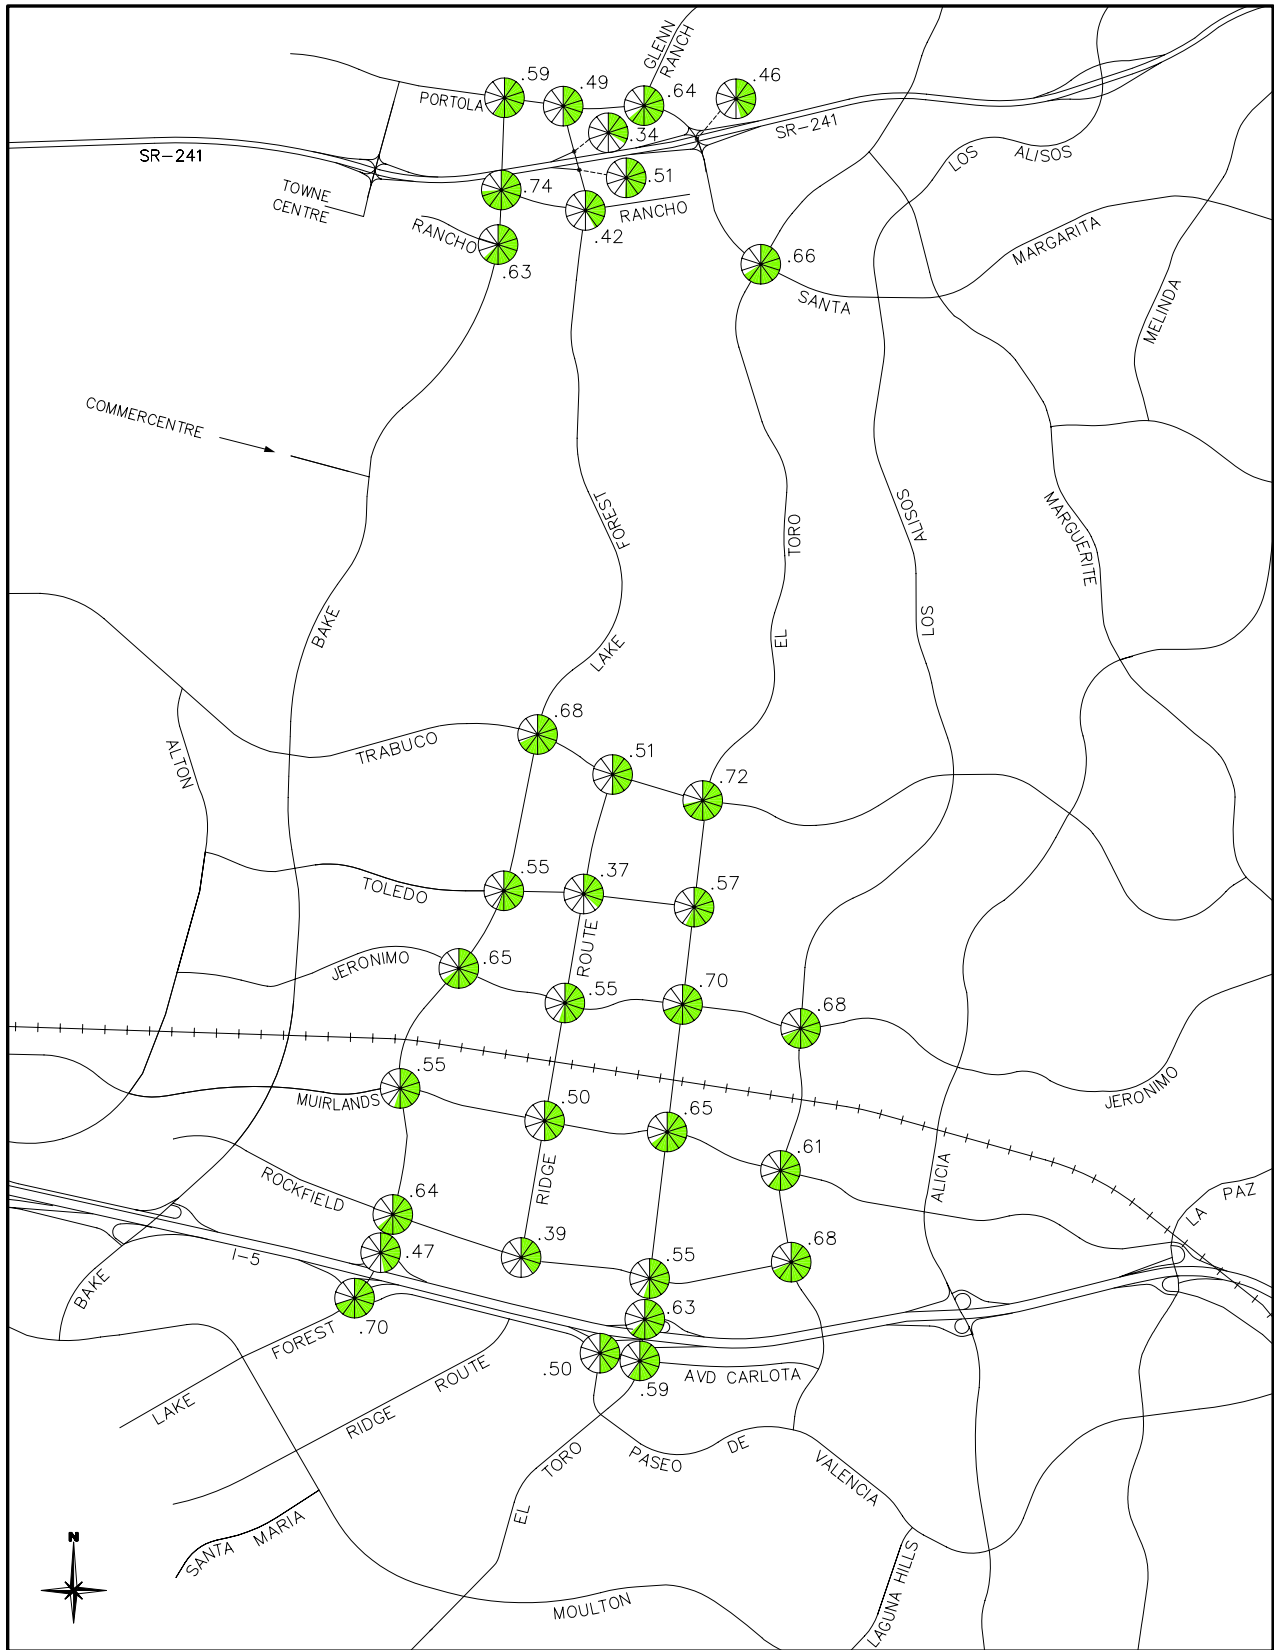 GLENN
RANCH
.59
.49
.64
.46
PORTOLA
.34
SR-241
SR-241
LOS ALISOS
.51
TOWNE
CENTRE
.74
RANCHO
.42
RANCHO
.63
.66
MARGARITA
SANTA
MELINDA
COMMERCENTRE
FOREST
TORO
ALISOS
MARGUERITE
BAKE
LAKE
EL
LOS
.68
TRABUCO
.51
.72
ALTON
.55
.37
.57
TOLEDO
JERONIMO
.65
ROUTE
.55
.70
.68
.55
MUIRLANDS
.50
.65
JERONIMO
.61
ROCKFIELD
RIDGE
ALICIA
LA PAZ
.64
.39
.47
.55
.68
I-5
BAKE
.70
.63
FOREST
.50
.59
AVD CARLOTA
ROUTE
LAKE
RIDGE
TORO
PASEO DE
VALENCIA
EL
SANTA MARIA
N
MOULTON
LAGUNA HILLS